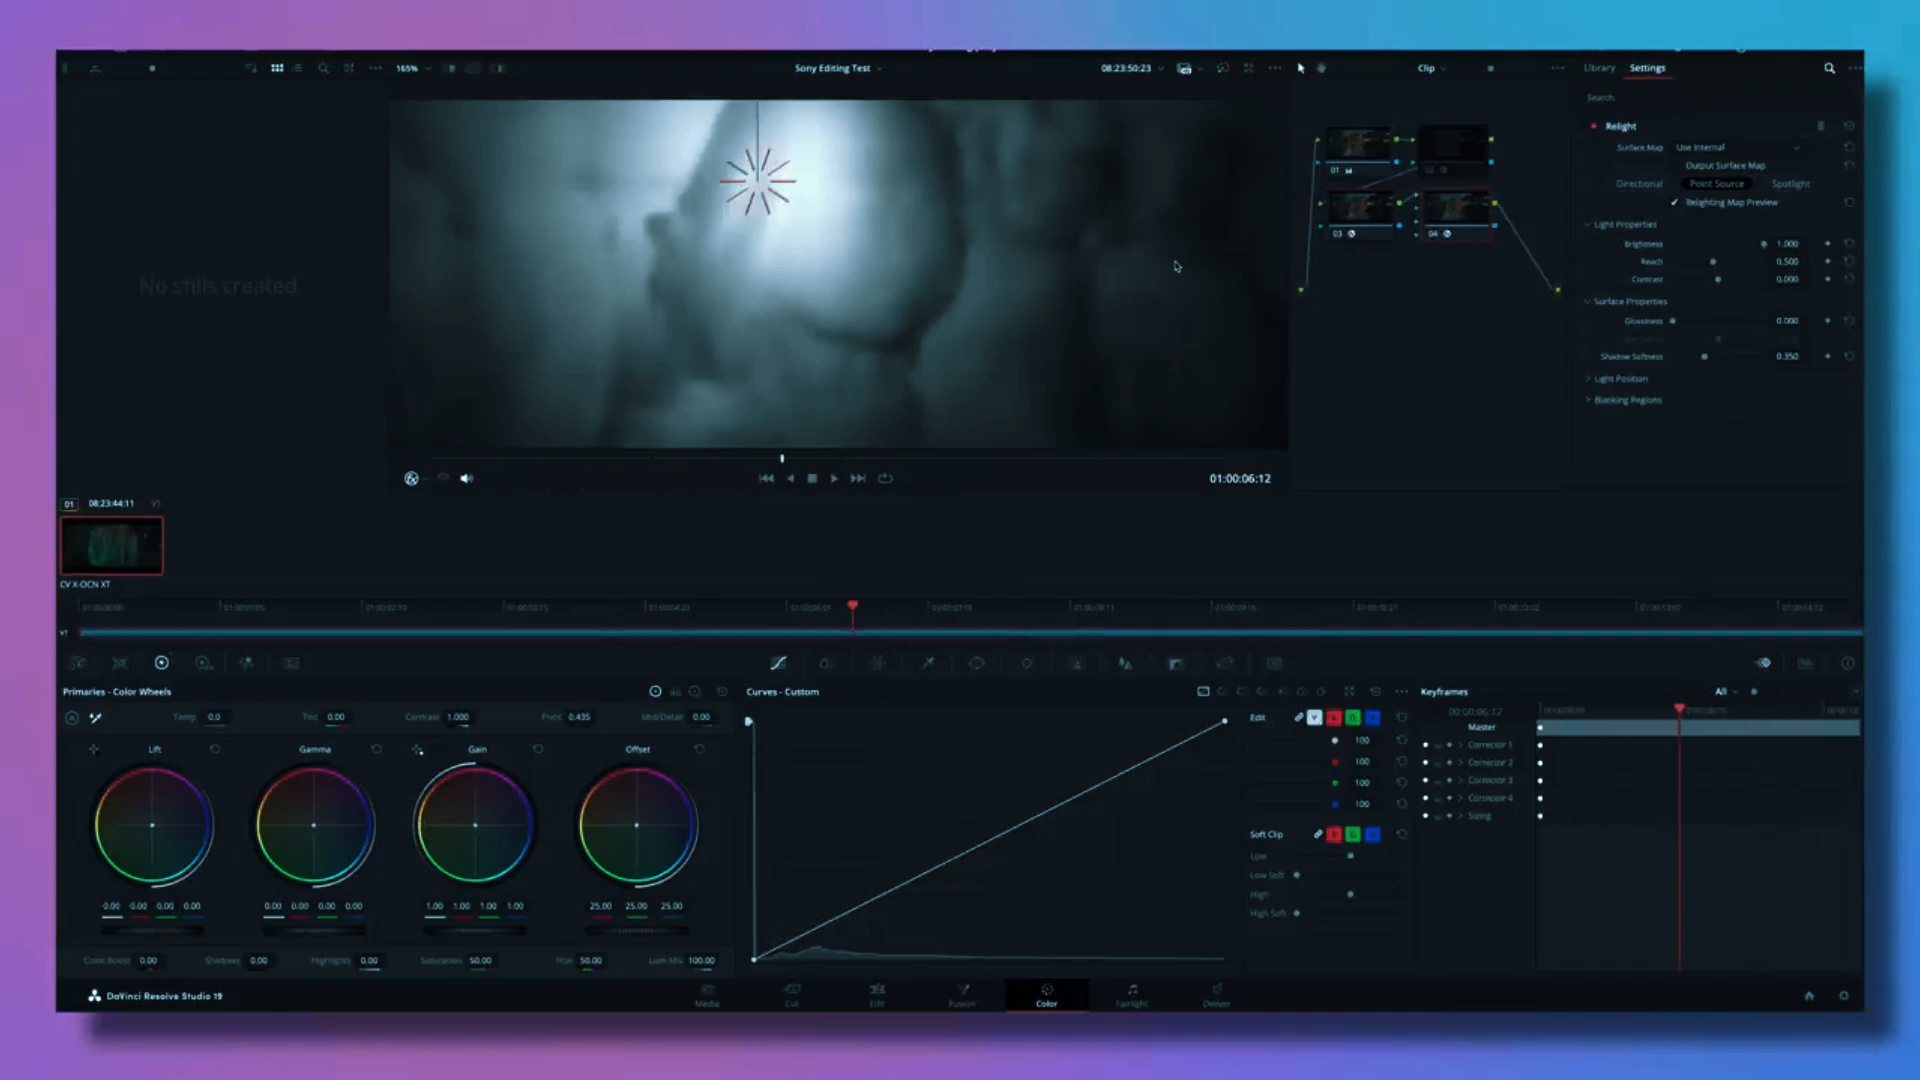 165%
Sony Editing Test
08:23:50:23
Clip
Library
Settings
Search
Relight
Surface Map
Use Internal
Output Surface Map
Directional
Point Source
Spotlight
Relighting Map Preview
Light Properties
Brightness 1.000
Reach 0.500
Contrast 0.000
Surface Properties
Glossiness 0.000
Shadow Softness 0.350
Light Position
Blanking Regions
01
02
03
04
No stills created
01:00:06:12
01 08:23:44:11 V1
CV X-OCN XT
V1
Primaries - Color Wheels
Temp 0.0
Tint 0.00
Contrast 1.000
Pivot 0.435
Mid/Detail 0.00
Lift
Gamma
Gain
Offset
-0.00 -0.00 0.00 0.00
0.00 0.00 0.00 0.00
1.00 1.00 1.00 1.00
25.00 25.00 25.00
Color Boost 0.00
Shadows 0.00
Highlights 0.00
Saturation 50.00
Hue 50.00
Lum Mix 100.00
Curves - Custom
Edit
100
100
100
100
Soft Clip
Low
Low Soft
High
High Soft
Keyframes
All
00:00:06:12
Master
Corrector 1
Corrector 2
Corrector 3
Corrector 4
Sizing
DaVinci Resolve Studio 19
Media
Cut
Edit
Fusion
Color
Fairlight
Deliver